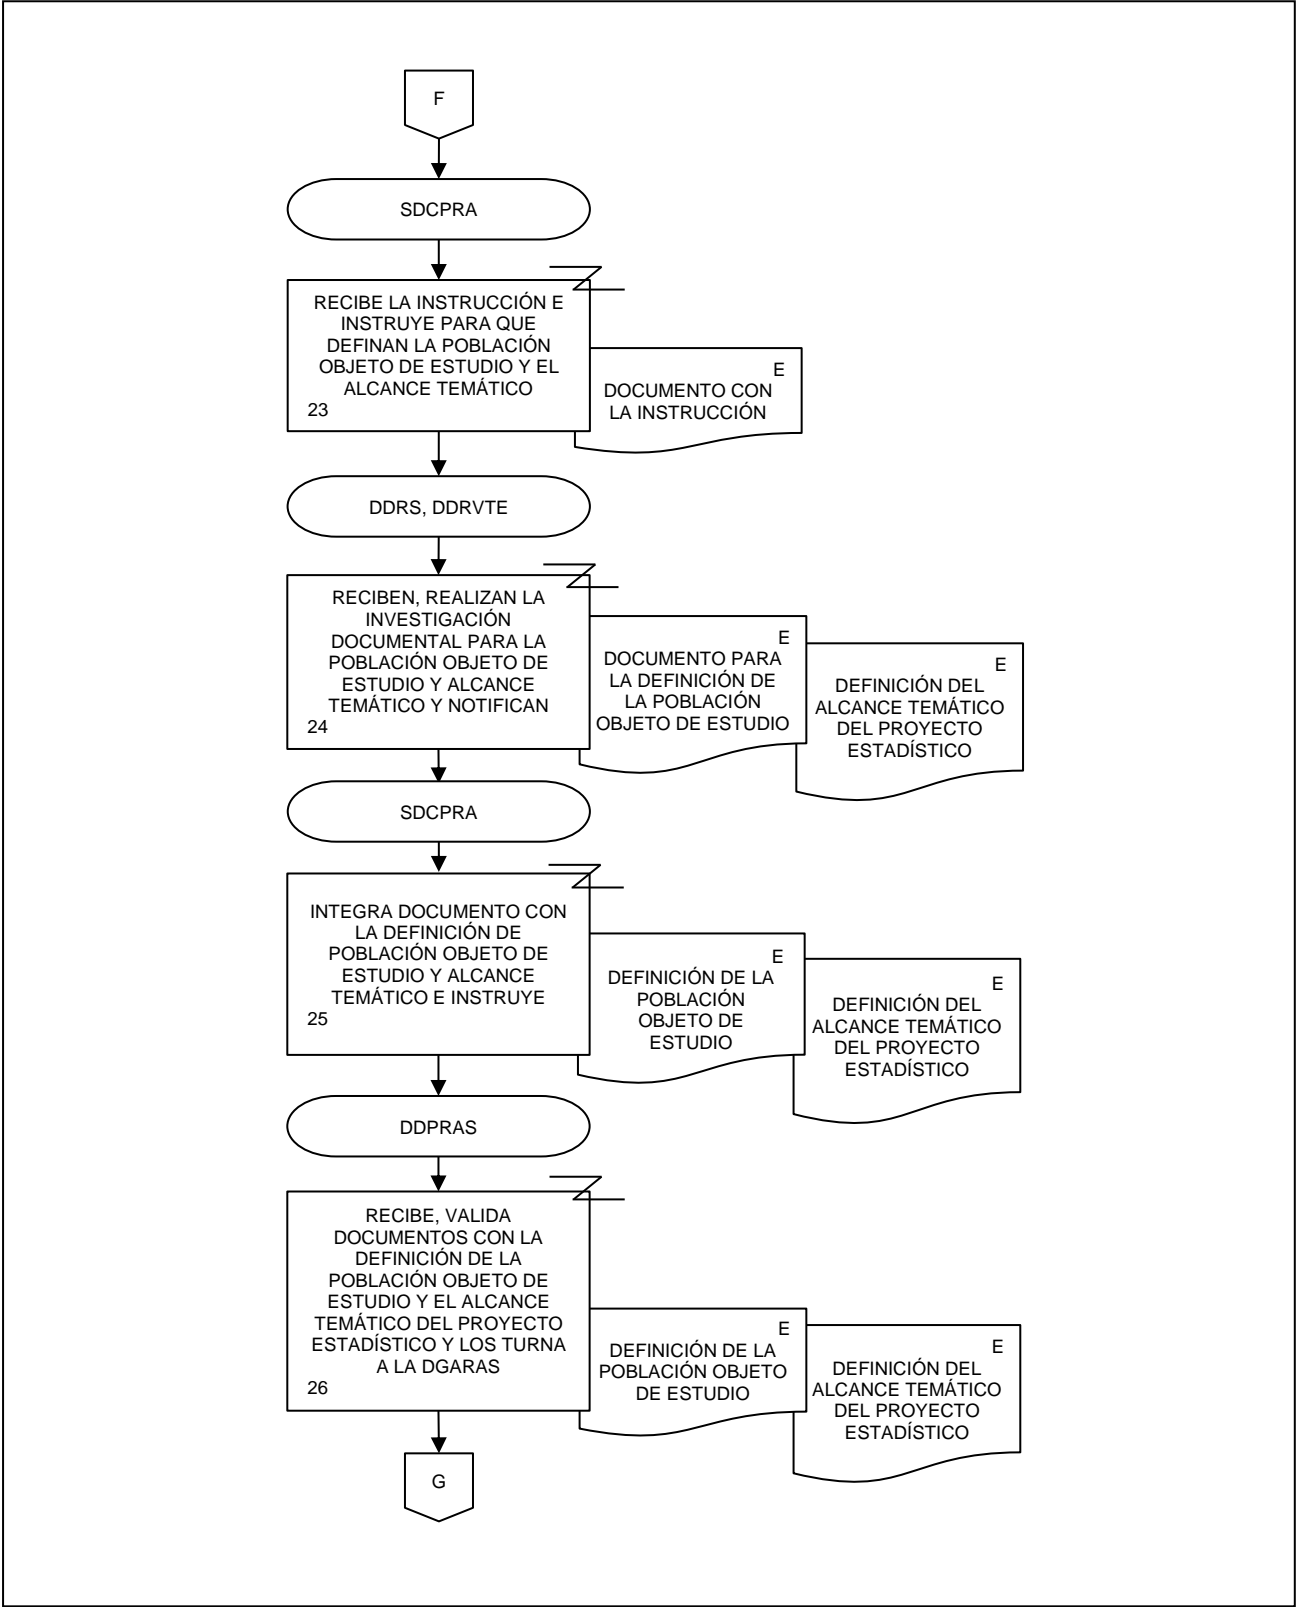 F
SDCPRA
RECIBE LA INSTRUCCIÓN E
INSTRUYE PARA QUE
DEFINAN LA POBLACIÓN
OBJETO DE ESTUDIO Y EL
ALCANCE TEMÁTICO
23
E
DOCUMENTO CON
LA INSTRUCCIÓN
DDRS, DDRVTE
RECIBEN, REALIZAN LA
INVESTIGACIÓN
DOCUMENTAL PARA LA
POBLACIÓN OBJETO DE
ESTUDIO Y ALCANCE
TEMÁTICO Y NOTIFICAN
24
E
DOCUMENTO PARA
LA DEFINICIÓN DE
LA POBLACIÓN
OBJETO DE ESTUDIO
E
DEFINICIÓN DEL
ALCANCE TEMÁTICO
DEL PROYECTO
ESTADÍSTICO
SDCPRA
INTEGRA DOCUMENTO CON
LA DEFINICIÓN DE
POBLACIÓN OBJETO DE
ESTUDIO Y ALCANCE
TEMÁTICO E INSTRUYE
25
E
DEFINICIÓN DE LA
POBLACIÓN
OBJETO DE
ESTUDIO
E
DEFINICIÓN DEL
ALCANCE TEMÁTICO
DEL PROYECTO
ESTADÍSTICO
DDPRAS
RECIBE, VALIDA
DOCUMENTOS CON LA
DEFINICIÓN DE LA
POBLACIÓN OBJETO DE
ESTUDIO Y EL ALCANCE
TEMÁTICO DEL PROYECTO
ESTADÍSTICO Y LOS TURNA
A LA DGARAS
26
E
DEFINICIÓN DE LA
POBLACIÓN OBJETO
DE ESTUDIO
E
DEFINICIÓN DEL
ALCANCE TEMÁTICO
DEL PROYECTO
ESTADÍSTICO
G